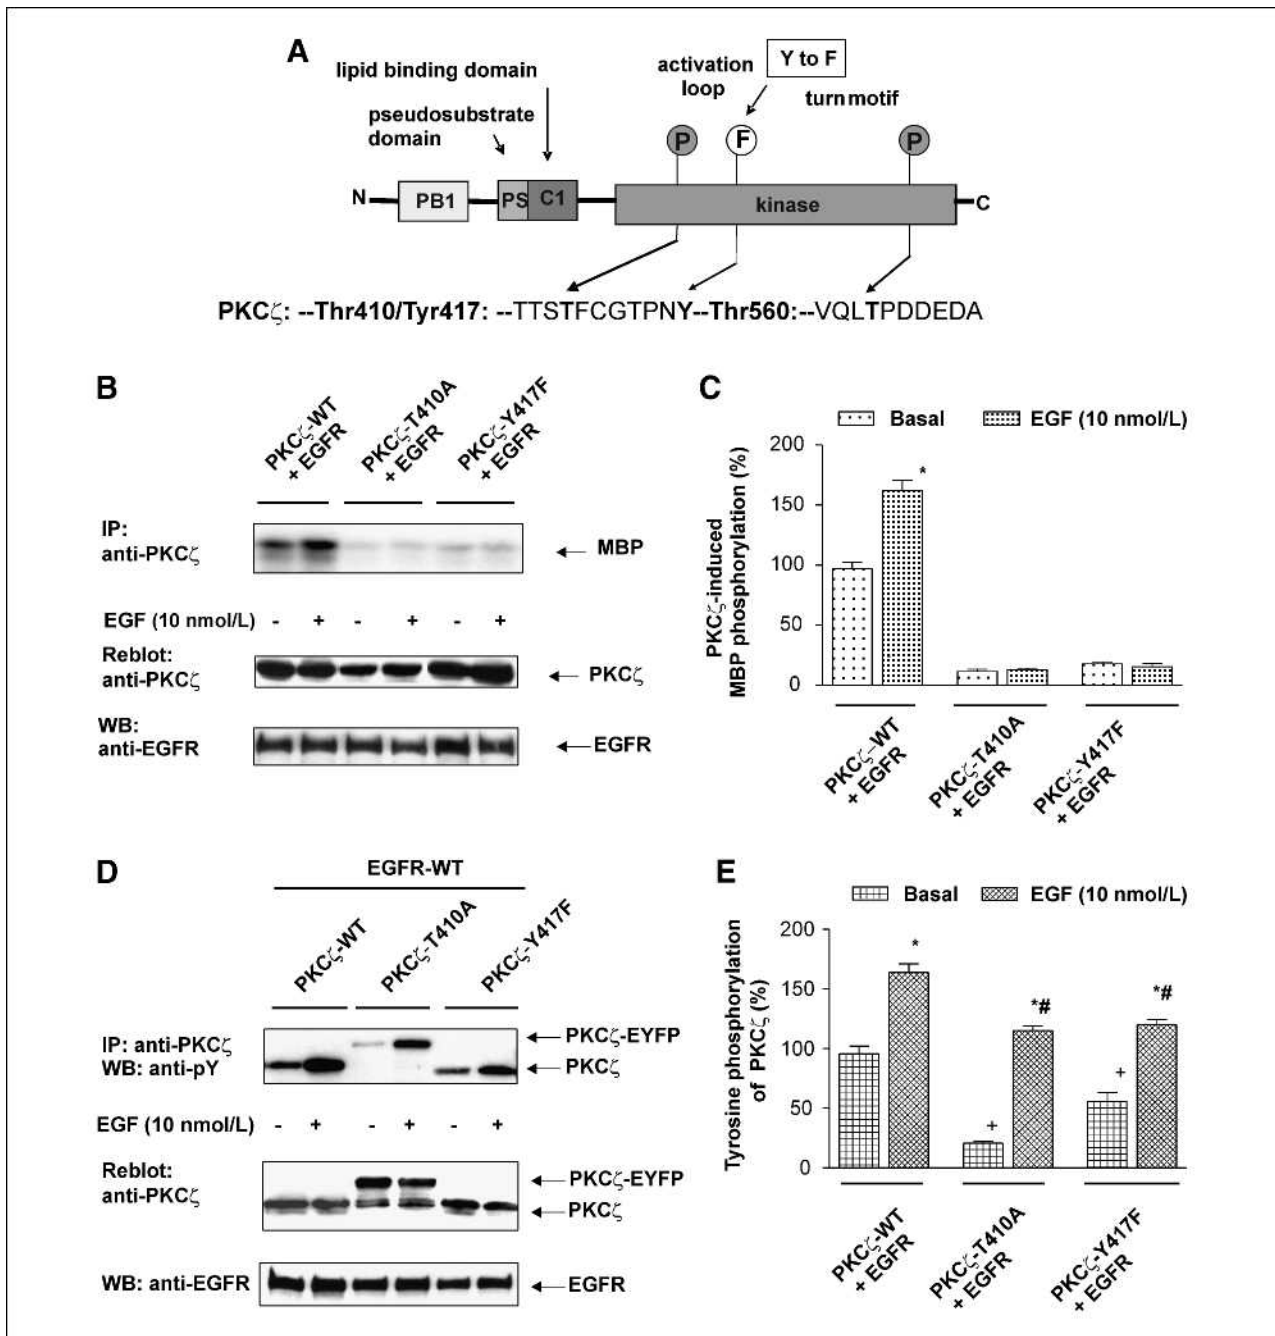 A
lipid binding domain
pseudosubstrate
domain
activation
loop
Y to F
turn motif
P
F
P
N
PB1
PS
C1
kinase
C
PKCζ: --Thr410/Tyr417: --TTSTFCGTPNY--Thr560:--VQLTPDDEDA
B
PKCζ-WT
+ EGFR
PKCζ-T410A
+ EGFR
PKCζ-Y417F
+ EGFR
IP:
anti-PKCζ
MBP
EGF (10 nmol/L) - + - + - +
Reblot:
anti-PKCζ
PKCζ
WB:
anti-EGFR
EGFR
C
Basal
EGF (10 nmol/L)
PKCζ-induced
MBP phosphorylation (%)
200
150
100
50
0
*
PKCζ-WT
+ EGFR
PKCζ-T410A
+ EGFR
PKCζ-Y417F
+ EGFR
D
EGFR-WT
PKCζ-WT
PKCζ-T410A
PKCζ-Y417F
IP: anti-PKCζ
WB: anti-pY
PKCζ-EYFP
PKCζ
EGF (10 nmol/L) - + - + - +
Reblot:
anti-PKCζ
PKCζ-EYFP
PKCζ
WB: anti-EGFR
EGFR
E
Basal
EGF (10 nmol/L)
Tyrosine phosphorylation
of PKCζ (%)
200
150
100
50
0
*
+
*#
+
*#
PKCζ-WT
+ EGFR
PKCζ-T410A
+ EGFR
PKCζ-Y417F
+ EGFR